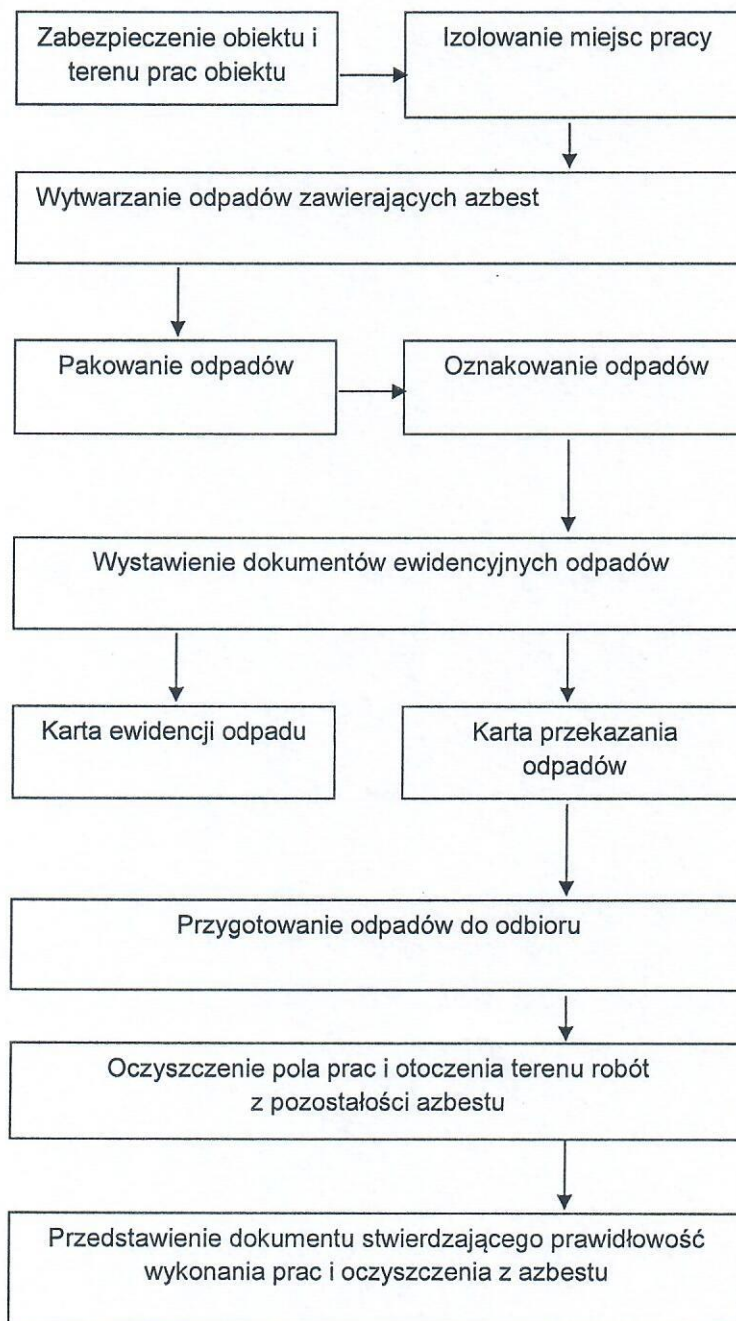 Zabezpieczenie obiektu i
terenu prac obiektu
Izolowanie miejsc pracy
Wytwarzanie odpadów zawierających azbest
Pakowanie odpadów
Oznakowanie odpadów
Wystawienie dokumentów ewidencyjnych odpadów
Karta ewidencji odpadu
Karta przekazania
odpadów
Przygotowanie odpadów do odbioru
Oczyszczenie pola prac i otoczenia terenu robót
z pozostałości azbestu
Przedstawienie dokumentu stwierdzającego prawidłowość
wykonania prac i oczyszczenia z azbestu